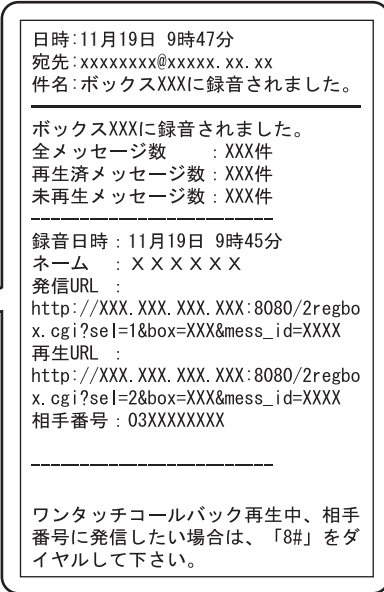 日時:11月19日 9時47分
宛先:xxxxxxxx@xxxxx.xx.xx
件名:ボックスXXXに録音されました。
ボックスXXXに録音されました。
全メッセージ数　　:XXX件
再生済メッセージ数:XXX件
未再生メッセージ数:XXX件
-------------------------
録音日時:11月19日 9時45分
ネーム　:ＸＸＸＸＸＸ
発信URL :
http://XXX.XXX.XXX.XXX:8080/2regbo
x.cgi?sel=1&box=XXX&mess_id=XXXX
再生URL :
http://XXX.XXX.XXX.XXX:8080/2regbo
x.cgi?sel=2&box=XXX&mess_id=XXXX
相手番号:03XXXXXXXX
-------------------------
ワンタッチコールバック再生中、相手
番号に発信したい場合は、「8#」をダ
イヤルして下さい。